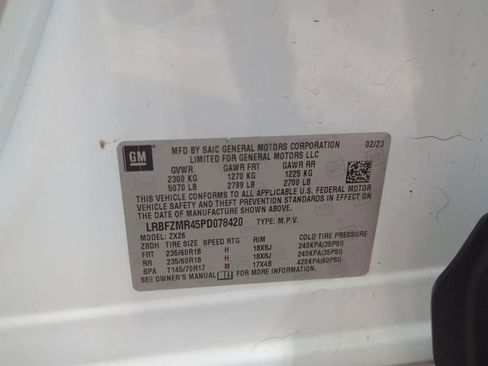 GM
MFD BY SAIC GENERAL MOTORS CORPORATION 02/23
LIMITED FOR GENERAL MOTORS LLC
GVWR GAWR FRT GAWR RR
2300 KG 1270 KG 1225 KG
5070 LB 2799 LB 2700 LB
THIS VEHICLE CONFORMS TO ALL APPLICABLE U.S. FEDERAL MOTOR
VEHICLE SAFETY AND THEFT PREVENTION STANDARDS IN EFFECT ON
THE DATE OF MANUFACTURE SHOWN ABOVE.
LRBFZMR45PD078420 TYPE: M.P.V.
MODEL: ZX26
ZBDH TIRE SIZE SPEED RTG RIM COLD TIRE PRESSURE
FRT 235/60R18 H 18X8J 240KPA(35PSI)
RR 235/60R18 H 18X8J 240KPA(35PSI)
SPA T145/70R17 M 17X4B 420KPA(60PSI)
SEE OWNER'S MANUAL FOR MORE INFORMATION.